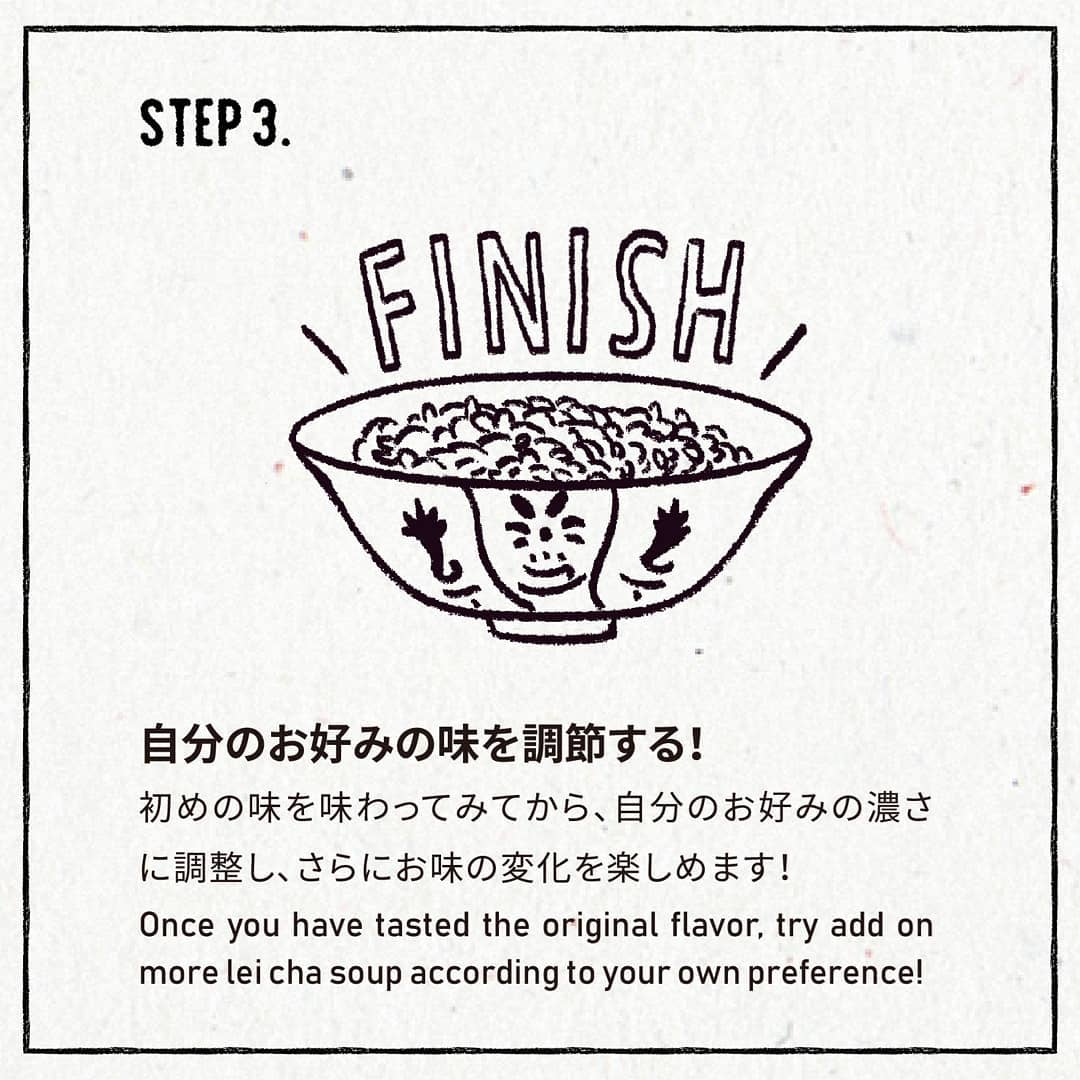 STEP 3.
FINISH
自分のお好みの味を調節する!
初めの味を味わってみてから、自分のお好みの濃さ
に調整し、さらにお味の変化を楽しめます!
Once you have tasted the original flavor, try add on
more lei cha soup according to your own preference!